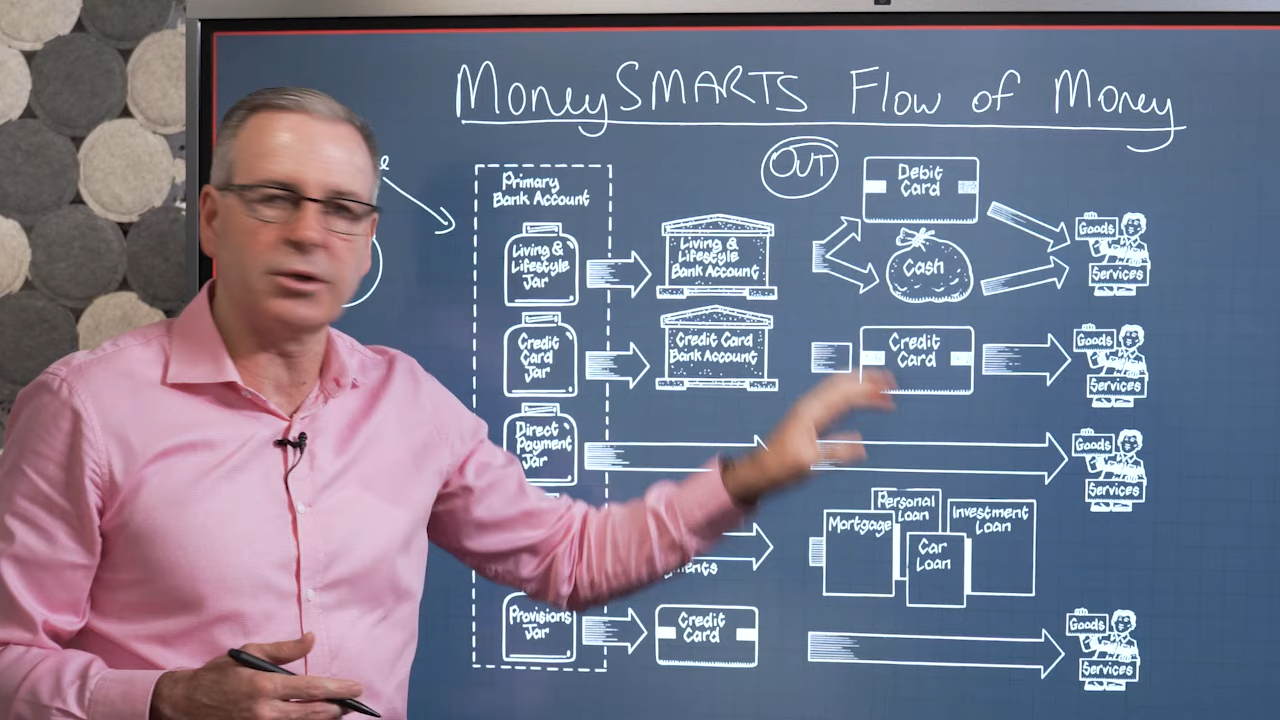 MoneySMARTS Flow of Money
OUT
Primary
Bank Account
Living &
Lifestyle
Jar
Living &
Lifestyle
Bank Account
Debit
Card
Cash
Goods
Services
Credit
Card
Jar
Credit Card
Bank Account
Credit
Card
Goods
Services
Direct
Payment
Jar
Goods
Services
Mortgage
Personal
Loan
Car
Loan
Investment
Loan
Provisions
Jar
Credit
Card
Goods
Services